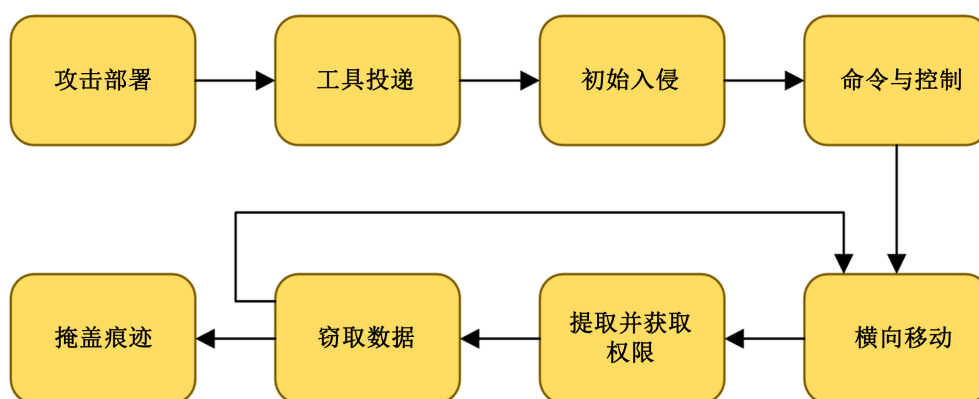 攻击部署
工具投递
初始入侵
命令与控制
掩盖痕迹
窃取数据
提取并获取
权限
横向移动